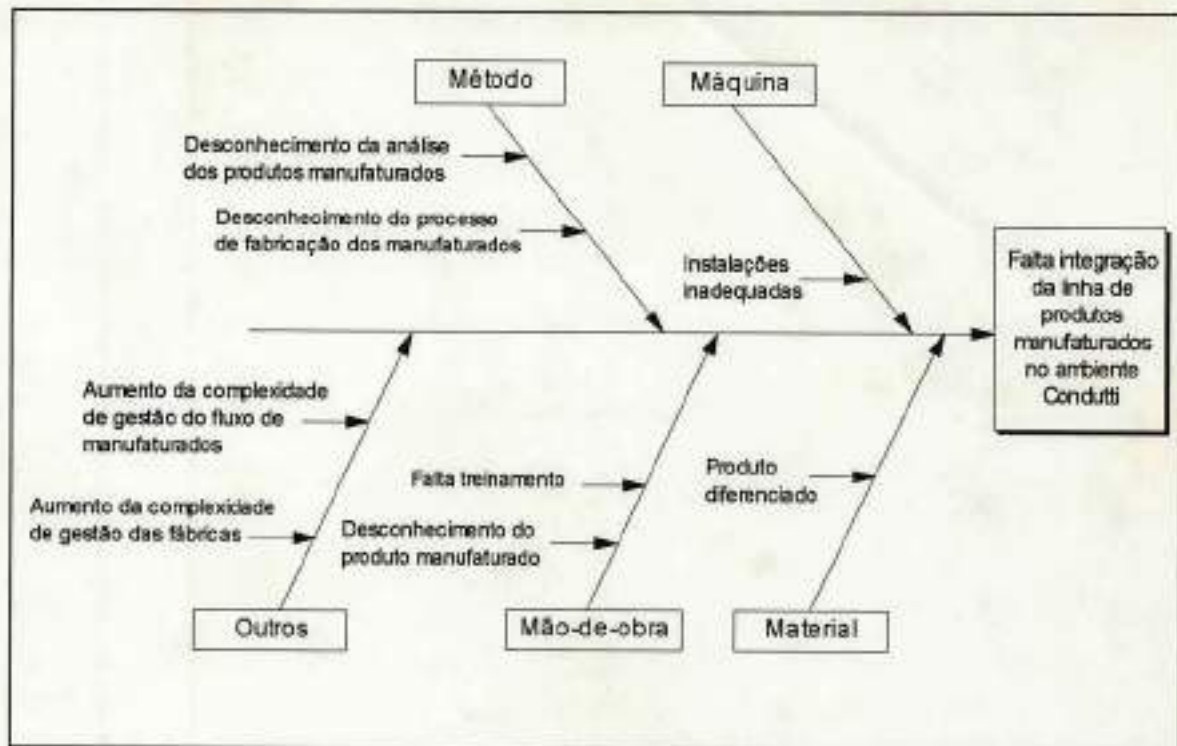 Método
Máquina
Desconhecimento da análise
dos produtos manufaturados
Desconhecimento do processo
de fabricação dos manufaturados
Instalações
inadequadas
Falta integração
da linha de
produtos
manufaturados
no ambiente
Condutti
Aumento da complexidade
de gestão do fluxo de
manufaturados
Aumento da complexidade
de gestão das fábricas
Falta treinamento
Desconhecimento do
produto manufaturado
Produto
diferenciado
Outros
Mão-de-obra
Material